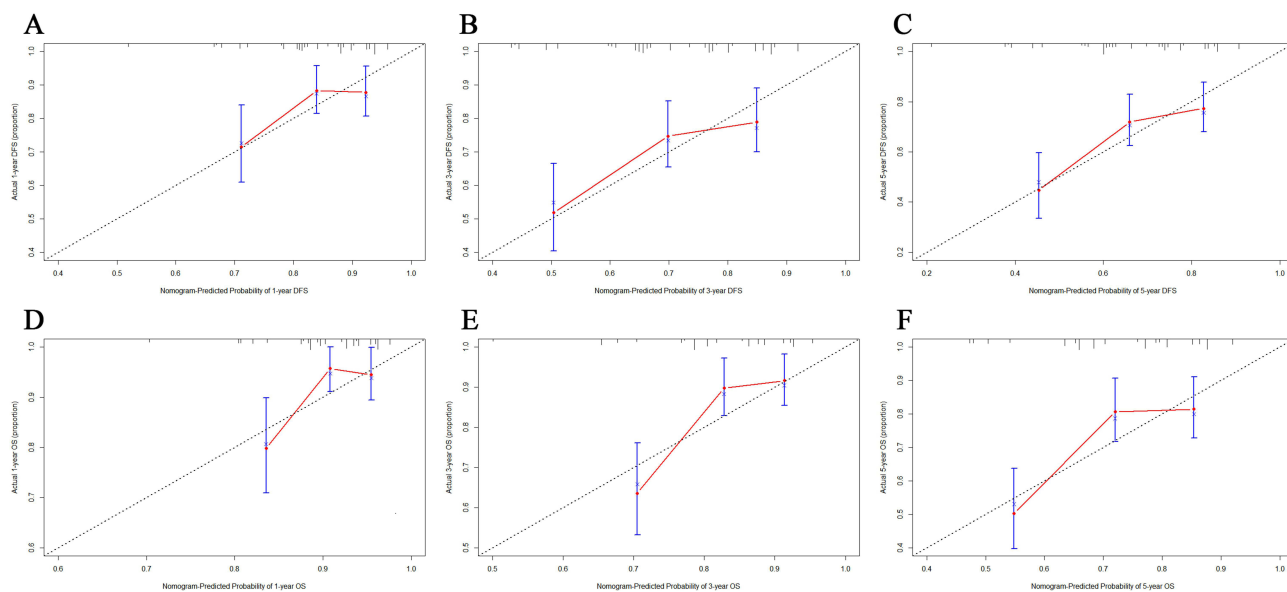 A
B
C
Actual 1-year DFS (proportion)
0.4 0.5 0.6 0.7 0.8 0.9 1.0
0.4 0.5 0.6 0.7 0.8 0.9 1.0
Nomogram-Predicted Probability of 1-year DFS
Actual 3-year DFS (proportion)
0.4 0.5 0.6 0.7 0.8 0.9 1.0
0.4 0.5 0.6 0.7 0.8 0.9 1.0
Nomogram-Predicted Probability of 3-year DFS
Actual 5-year DFS (proportion)
0.2 0.4 0.6 0.8 1.0
0.2 0.4 0.6 0.8 1.0
Nomogram-Predicted Probability of 5-year DFS
D
E
F
Actual 1-year OS (proportion)
0.6 0.7 0.8 0.9 1.0
0.6 0.7 0.8 0.9 1.0
Nomogram-Predicted Probability of 1-year OS
Actual 3-year OS (proportion)
0.5 0.6 0.7 0.8 0.9 1.0
0.5 0.6 0.7 0.8 0.9 1.0
Nomogram-Predicted Probability of 3-year OS
Actual 5-year OS (proportion)
0.4 0.5 0.6 0.7 0.8 0.9 1.0
0.4 0.5 0.6 0.7 0.8 0.9 1.0
Nomogram-Predicted Probability of 5-year OS